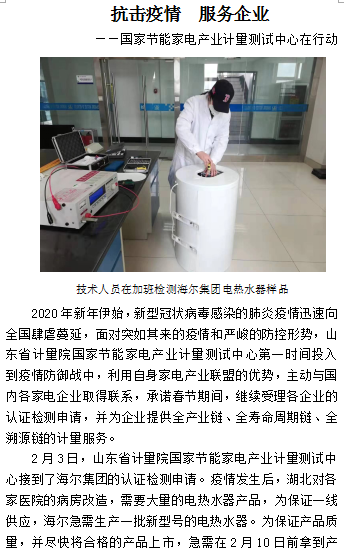 抗击疫情　服务企业
——国家节能家电产业计量测试中心在行动
技术人员在加班检测海尔集团电热水器样品
2020年新年伊始，新型冠状病毒感染的肺炎疫情迅速向
全国肆虐蔓延，面对突如其来的疫情和严峻的防控形势，山
东省计量院国家节能家电产业计量测试中心第一时间投入
到疫情防御战中，利用自身家电产业联盟的优势，主动与国
内各家电企业取得联系，承诺春节期间，继续受理各企业的
认证检测申请，并为企业提供全产业链、全寿命周期链、全
溯源链的计量服务。
2月3日，山东省计量院国家节能家电产业计量测试中
心接到了海尔集团的认证检测申请。疫情发生后，湖北对各
家医院的病房改造，需要大量的电热水器产品，为保证一线
供应，海尔急需生产一批新型号的电热水器。为保证产品质
量，并尽快将合格的产品上市，急需在2月10日前拿到产